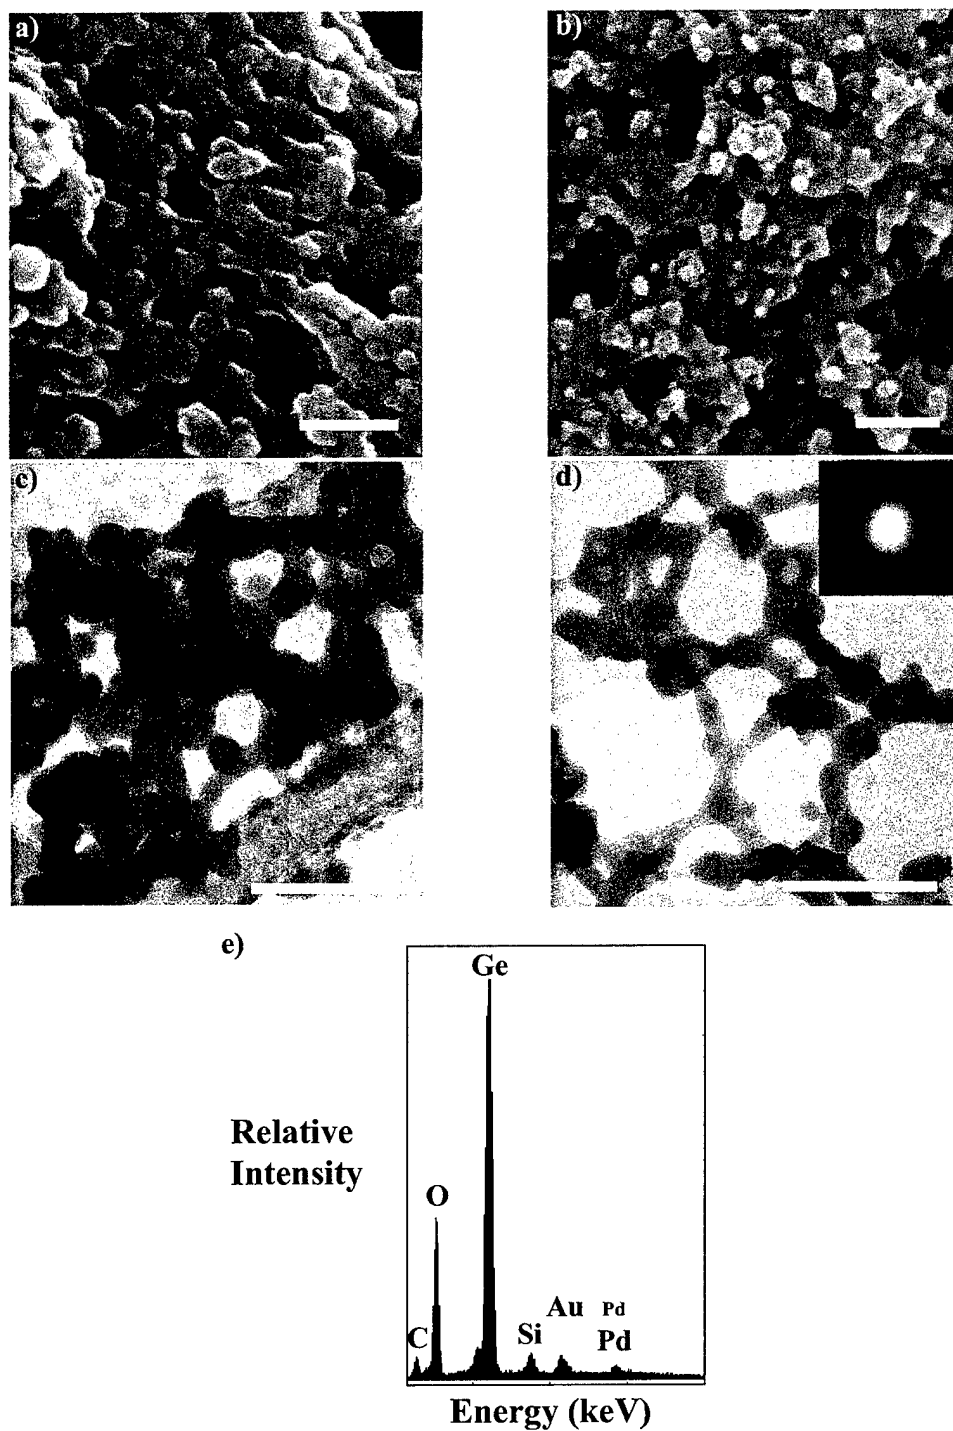 a)
b)
c)
d)
e)
Ge
Relative
Intensity
O
C
Si
Au
Pd
Pd
Energy (keV)